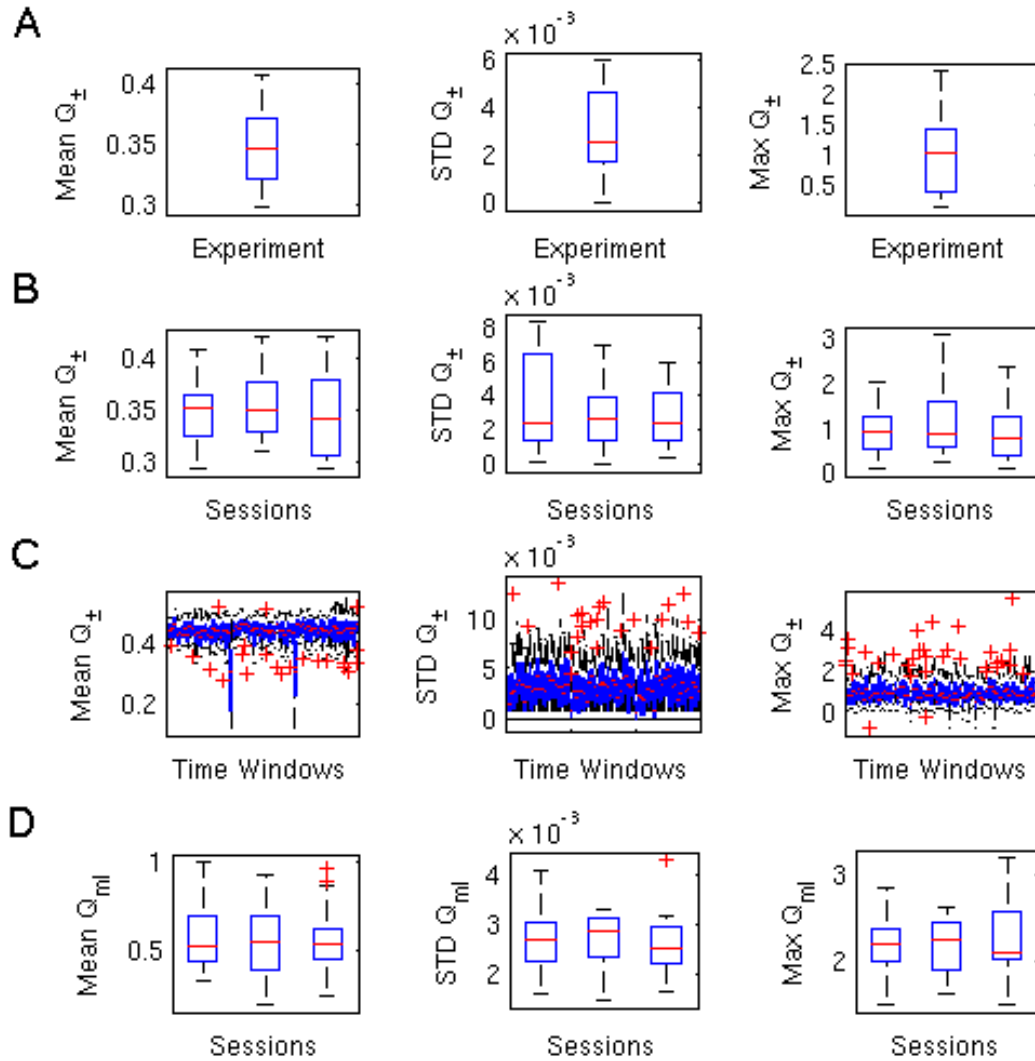 A
× 10⁻³
Mean Q±
0.4
0.35
0.3
Experiment
STD Q±
6
4
2
0
Experiment
Max Q±
2.5
2
1.5
1
0.5
Experiment
B
× 10⁻³
Mean Q±
0.4
0.35
0.3
Sessions
STD Q±
8
6
4
2
0
Sessions
Max Q±
3
2
1
0
Sessions
C
× 10⁻³
Mean Q±
0.4
0.2
Time Windows
STD Q±
10
5
0
Time Windows
Max Q±
4
2
0
Time Windows
D
× 10⁻³
Mean Qml
1
0.5
Sessions
STD Qml
4
3
2
Sessions
Max Qml
3
2
Sessions